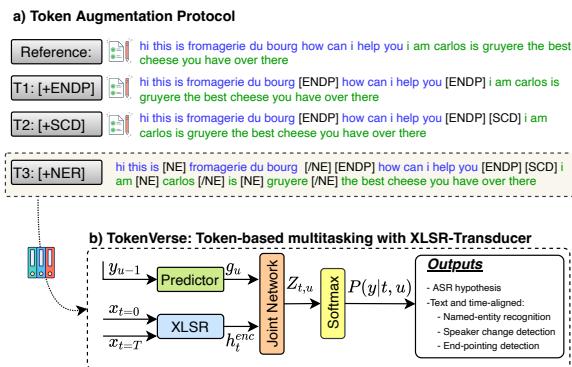 a) Token Augmentation Protocol
Reference:
hi this is fromagerie du bourg how can i help you i am carlos is gruyere the best
cheese you have over there
T1: [+ENDP]
hi this is fromagerie du bourg [ENDP] how can i help you [ENDP] i am carlos is
gruyere the best cheese you have over there
T2: [+SCD]
hi this is fromagerie du bourg [ENDP] how can i help you [ENDP] [SCD] i am
carlos is gruyere the best cheese you have over there
T3: [+NER]
hi this is [NE] fromagerie du bourg [/NE] [ENDP] how can i help you [ENDP] [SCD] i
am [NE] carlos [/NE] is [NE] gruyere [/NE] the best cheese you have over there
b) TokenVerse: Token-based multitasking with XLSR-Transducer
y_{u-1}
Predictor
g_u
x_{t=0}
x_{t=T}
XLSR
h_t^{enc}
Joint Network
Z_{t,u}
Softmax
P(y|t, u)
Outputs
- ASR hypothesis
-Text and time-aligned:
- Named-entity recognition
- Speaker change detection
- End-pointing detection